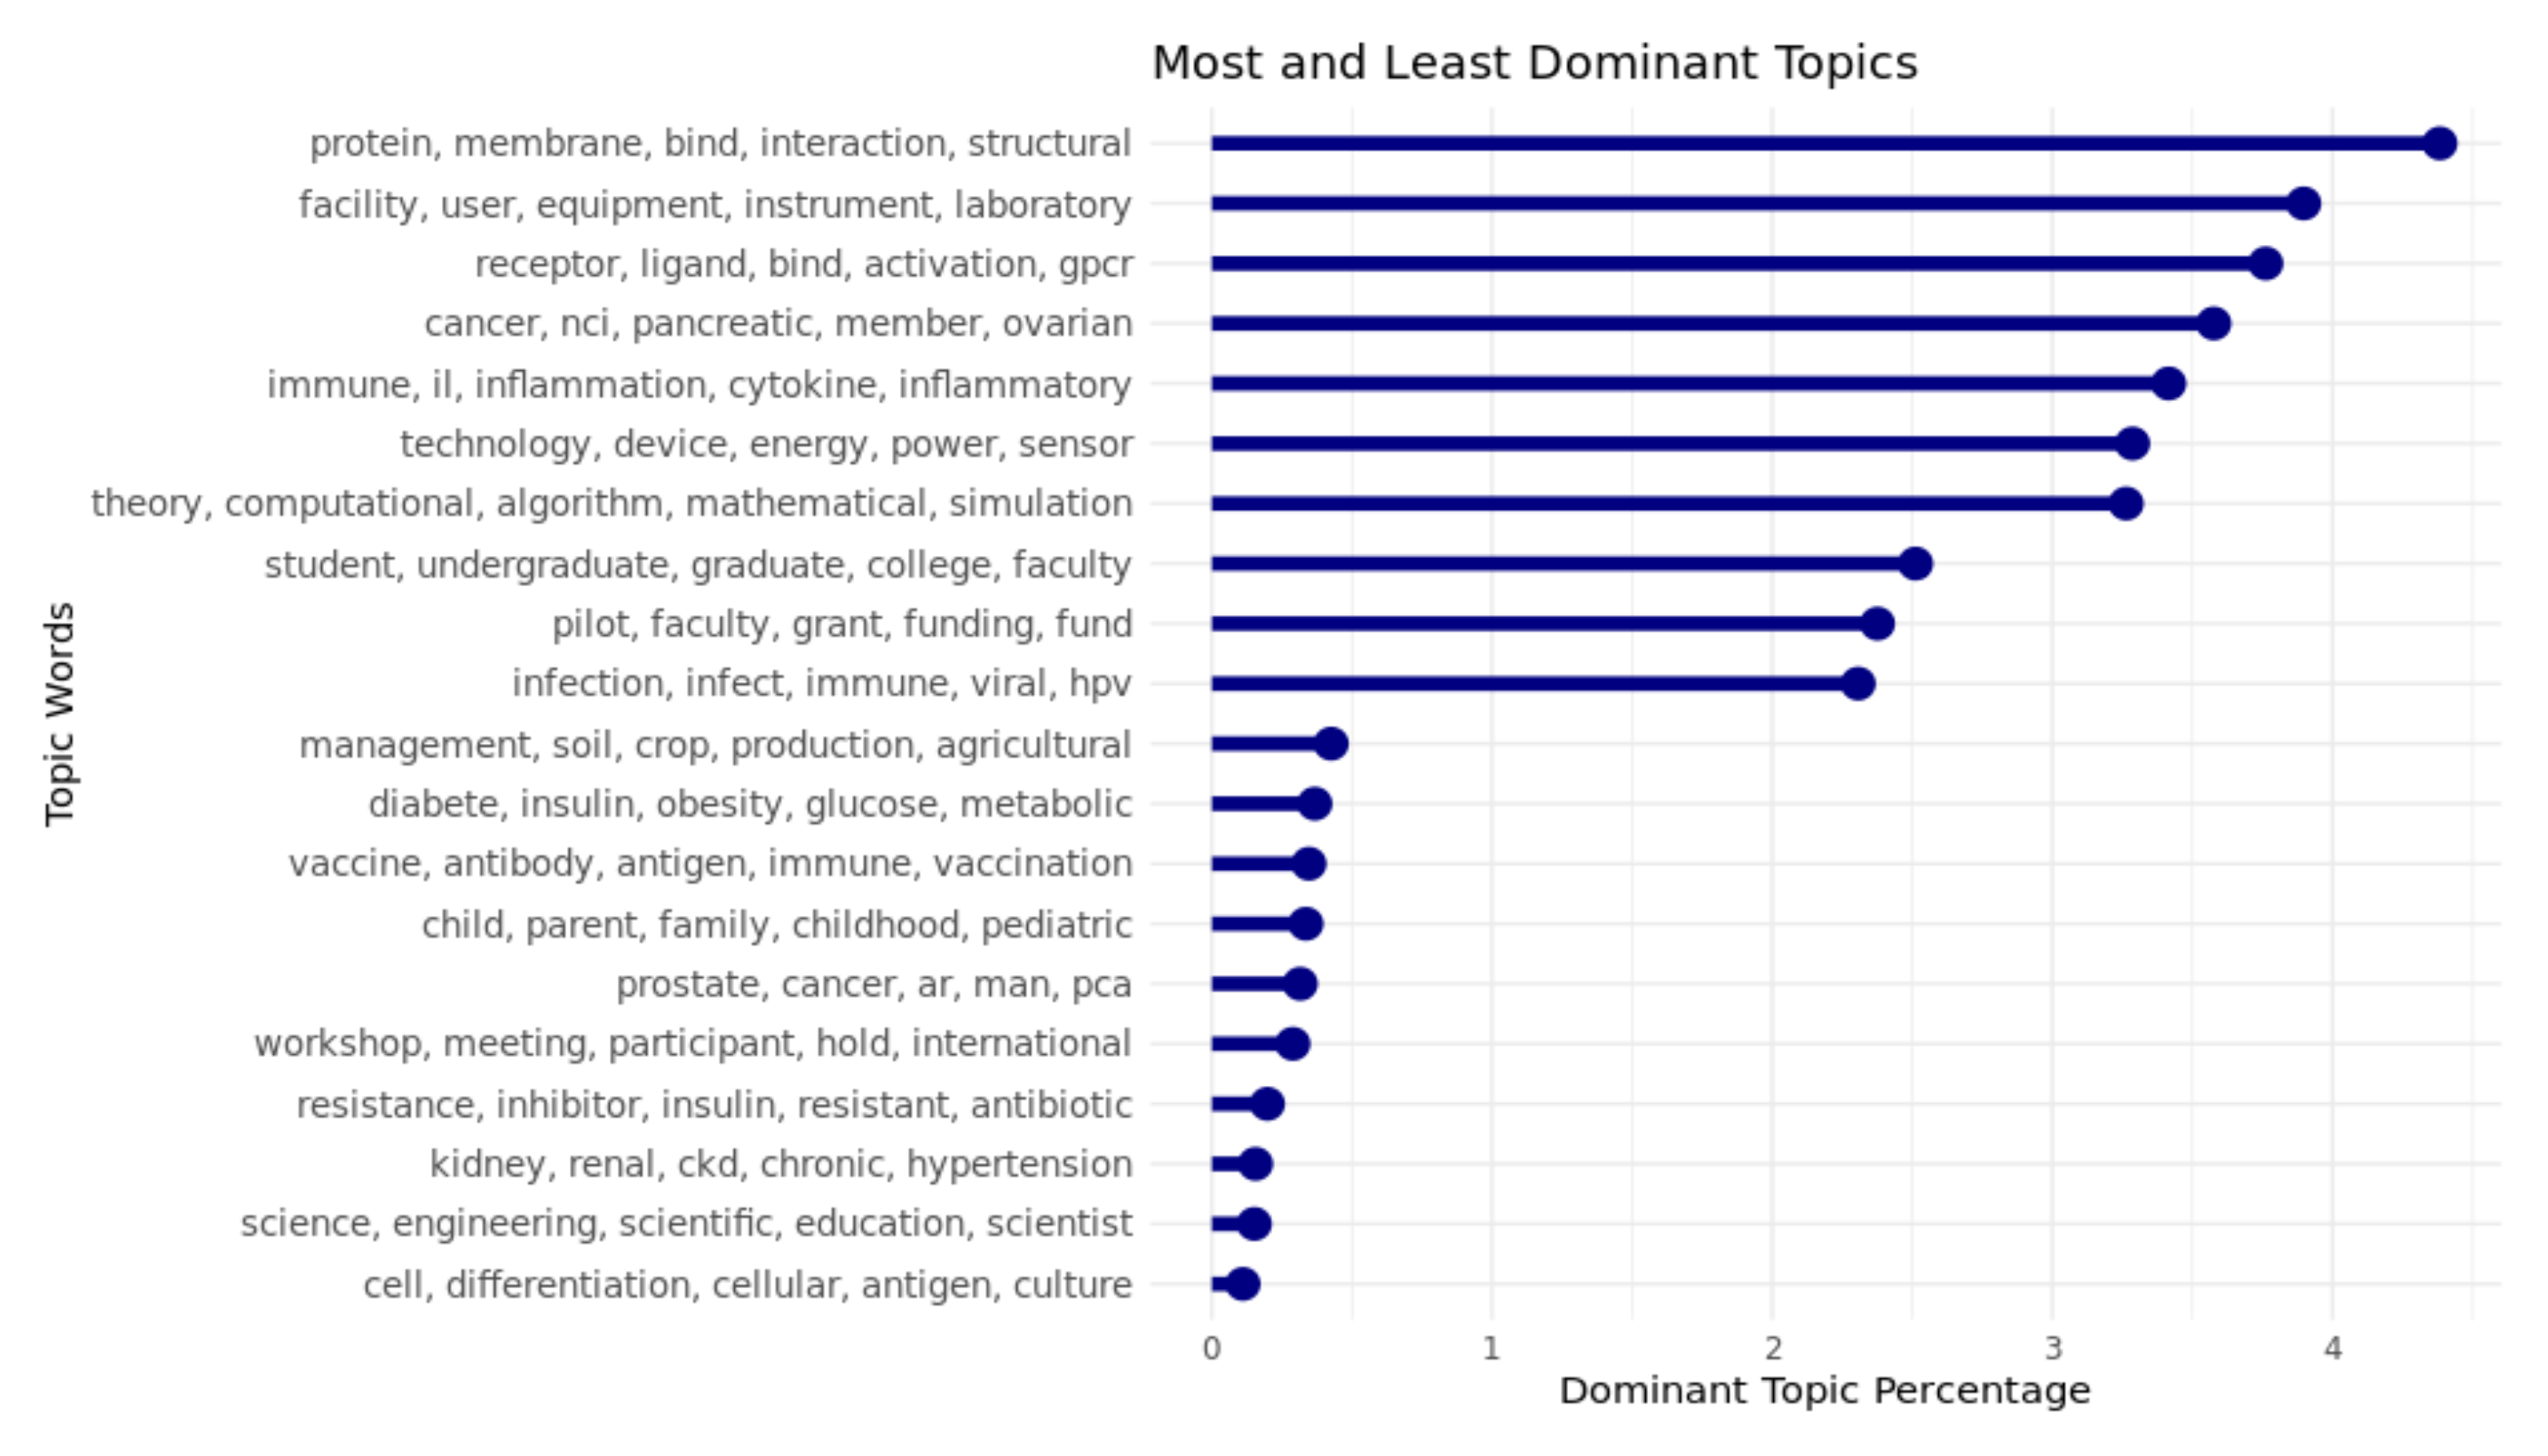 Most and Least Dominant Topics
protein, membrane, bind, interaction, structural
facility, user, equipment, instrument, laboratory
receptor, ligand, bind, activation, gpcr
cancer, nci, pancreatic, member, ovarian
immune, il, inflammation, cytokine, inflammatory
technology, device, energy, power, sensor
theory, computational, algorithm, mathematical, simulation
student, undergraduate, graduate, college, faculty
pilot, faculty, grant, funding, fund
infection, infect, immune, viral, hpv
management, soil, crop, production, agricultural
diabete, insulin, obesity, glucose, metabolic
vaccine, antibody, antigen, immune, vaccination
child, parent, family, childhood, pediatric
prostate, cancer, ar, man, pca
workshop, meeting, participant, hold, international
resistance, inhibitor, insulin, resistant, antibiotic
kidney, renal, ckd, chronic, hypertension
science, engineering, scientific, education, scientist
cell, differentiation, cellular, antigen, culture
Topic Words
0 1 2 3 4
Dominant Topic Percentage